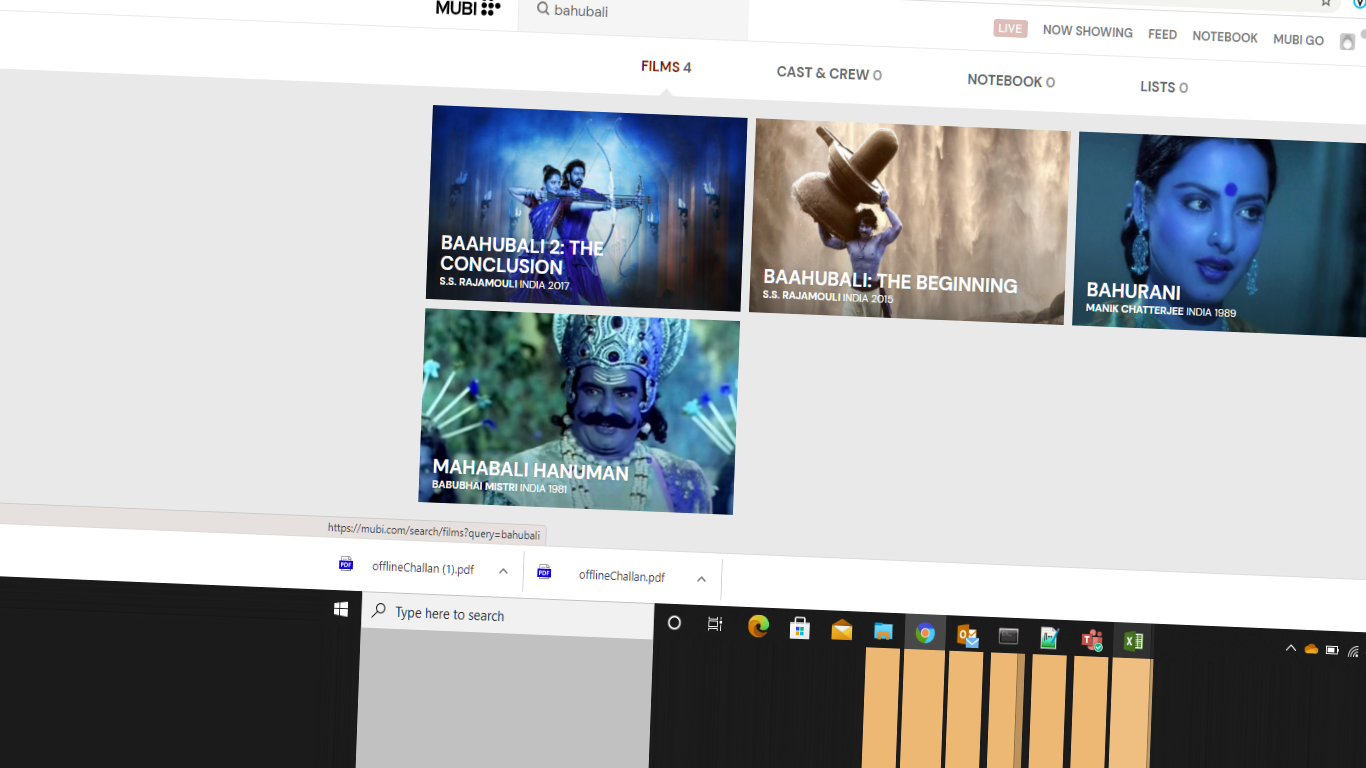 MUBI
bahubali
LIVE
NOW SHOWING
FEED
NOTEBOOK
MUBI GO
FILMS 4
CAST & CREW 0
NOTEBOOK 0
LISTS 0
BAAHUBALI 2: THE
CONCLUSION
S.S. RAJAMOULI INDIA 2017
BAAHUBALI: THE BEGINNING
S.S. RAJAMOULI INDIA 2015
BAHURANI
MANIK CHATTERJEE INDIA 1989
MAHABALI HANUMAN
BABUBHAI MISTRI INDIA 1981
https://mubi.com/search/films?query=bahubali
PDF
offlineChallan (1).pdf
PDF
offlineChallan.pdf
Type here to search